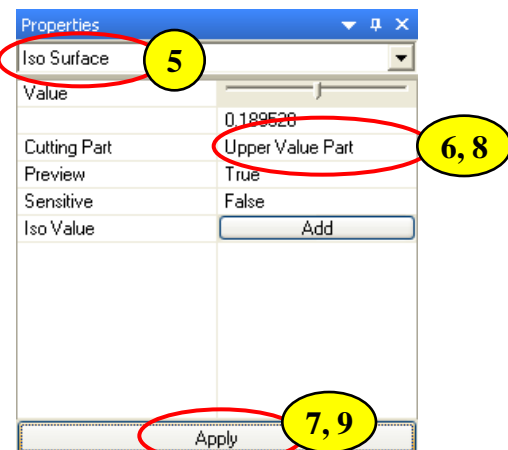 Properties
Iso Surface 5
Value
0.189528
Cutting Part Upper Value Part 6, 8
Preview True
Sensitive False
Iso Value Add
7, 9
Apply